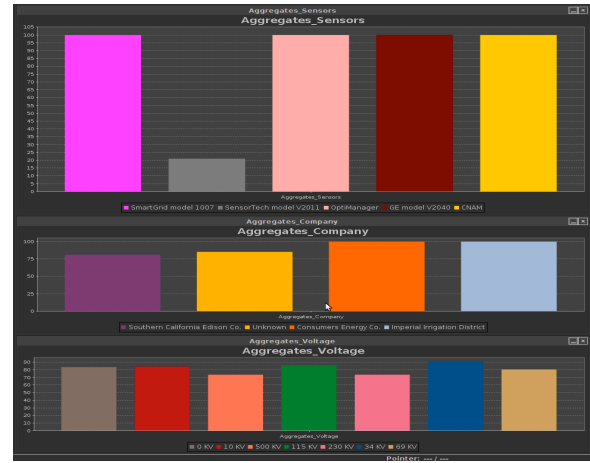 Aggregates_Sensors
Aggregates_Sensors
105
100
95
90
85
80
75
70
65
60
55
50
45
40
35
30
25
20
15
10
5
0
Aggregates_Sensors
SmartGrid model 1007 SensorTech model V2011 OptiManager GE model V2040 CNAM
Aggregates_Company
Aggregates_Company
100
75
50
25
0
Aggregates_Company
Southern California Edison Co. Unknown Consumers Energy Co. Imperial Irrigation District
Aggregates_Voltage
Aggregates_Voltage
90
80
70
60
50
40
30
20
10
0
Aggregates_Voltage
0 KV 10 KV 500 KV 115 KV 230 KV 34 KV 69 KV
Pointer: --- / ---